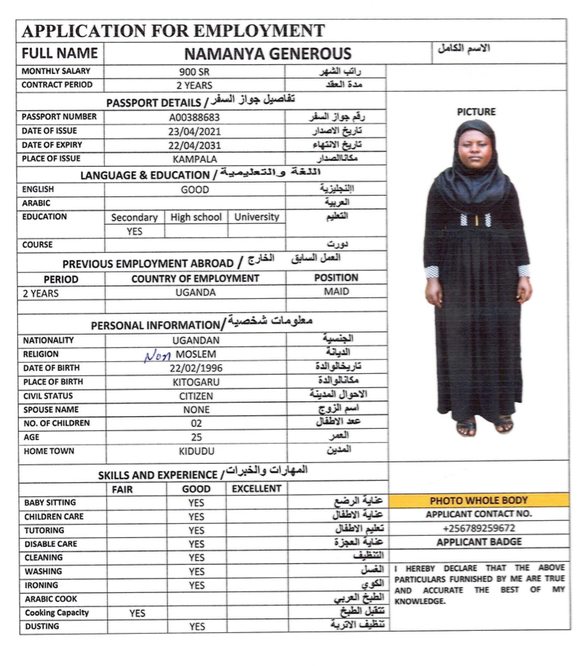 APPLICATION FOR EMPLOYMENT
FULL NAME NAMANYA GENEROUS الاسم الكامل
MONTHLY SALARY 900 SR راتب الشهر
CONTRACT PERIOD 2 YEARS مدة العقد
PASSPORT DETAILS / تفاصيل جواز السفر
PASSPORT NUMBER A00388683 رقم جواز السفر
DATE OF ISSUE 23/04/2021 تاريخ الاصدار
DATE OF EXPIRY 22/04/2031 تاريخ الانتهاء
PLACE OF ISSUE KAMPALA مكاناالصدار
LANGUAGE & EDUCATION / اللغة والتعليمية
ENGLISH GOOD اإنجليزية
ARABIC العربية
EDUCATION Secondary High school University التعليم
YES
COURSE دورت
PREVIOUS EMPLOYMENT ABROAD / العمل السابق الخارج
PERIOD COUNTRY OF EMPLOYMENT POSITION
2 YEARS UGANDA MAID
PERSONAL INFORMATION/ معلومات شخصية
NATIONALITY UGANDAN الجنسية
RELIGION Non MOSLEM الديانة
DATE OF BIRTH 22/02/1996 تاريخالوالدة
PLACE OF BIRTH KITOGARU مكانالوالدة
CIVIL STATUS CITIZEN الاحوال المدينة
SPOUSE NAME NONE اسم الزوج
NO. OF CHILDREN 02 عدد الاطفال
AGE 25 العمر
HOME TOWN KIDUDU المدين
SKILLS AND EXPERIENCE / المهارات والخبرات
FAIR GOOD EXCELLENT
BABY SITTING YES عناية الرضع
CHILDREN CARE YES عناية الاطفال
TUTORING YES تعليم الاطفال
DISABLE CARE YES عناية العجزة
CLEANING YES التنظيف
WASHING YES الغسل
IRONING YES الكوي
ARABIC COOK الطبخ العربي
Cooking Capacity YES تتقبل الطبخ
DUSTING YES تنظيف الاتربة
PICTURE
PHOTO WHOLE BODY
APPLICANT CONTACT NO.
+256789259672
APPLICANT BADGE
I HEREBY DECLARE THAT THE ABOVE
PARTICULARS FURNISHED BY ME ARE TRUE
AND ACCURATE THE BEST OF MY
KNOWLEDGE.